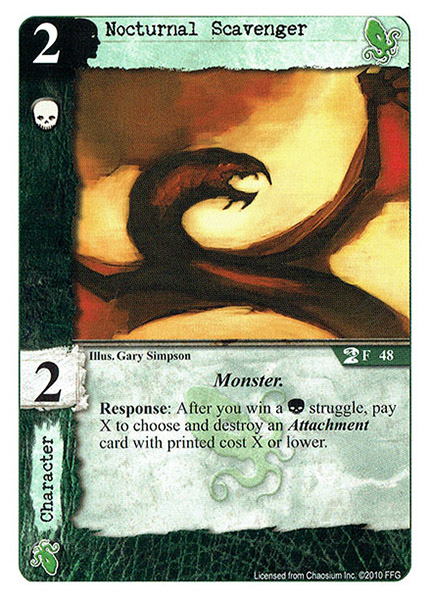 2
Nocturnal Scavenger
Illus. Gary Simpson
F 48
2
Monster.
Response: After you win a struggle, pay
X to choose and destroy an Attachment
card with printed cost X or lower.
Character
Licensed from Chaosium Inc. ©2010 FFG